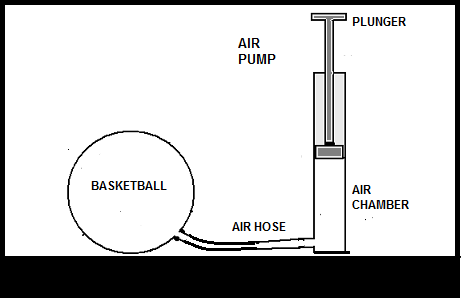 PLUNGER
AIR
PUMP
BASKETBALL
AIR
CHAMBER
AIR HOSE